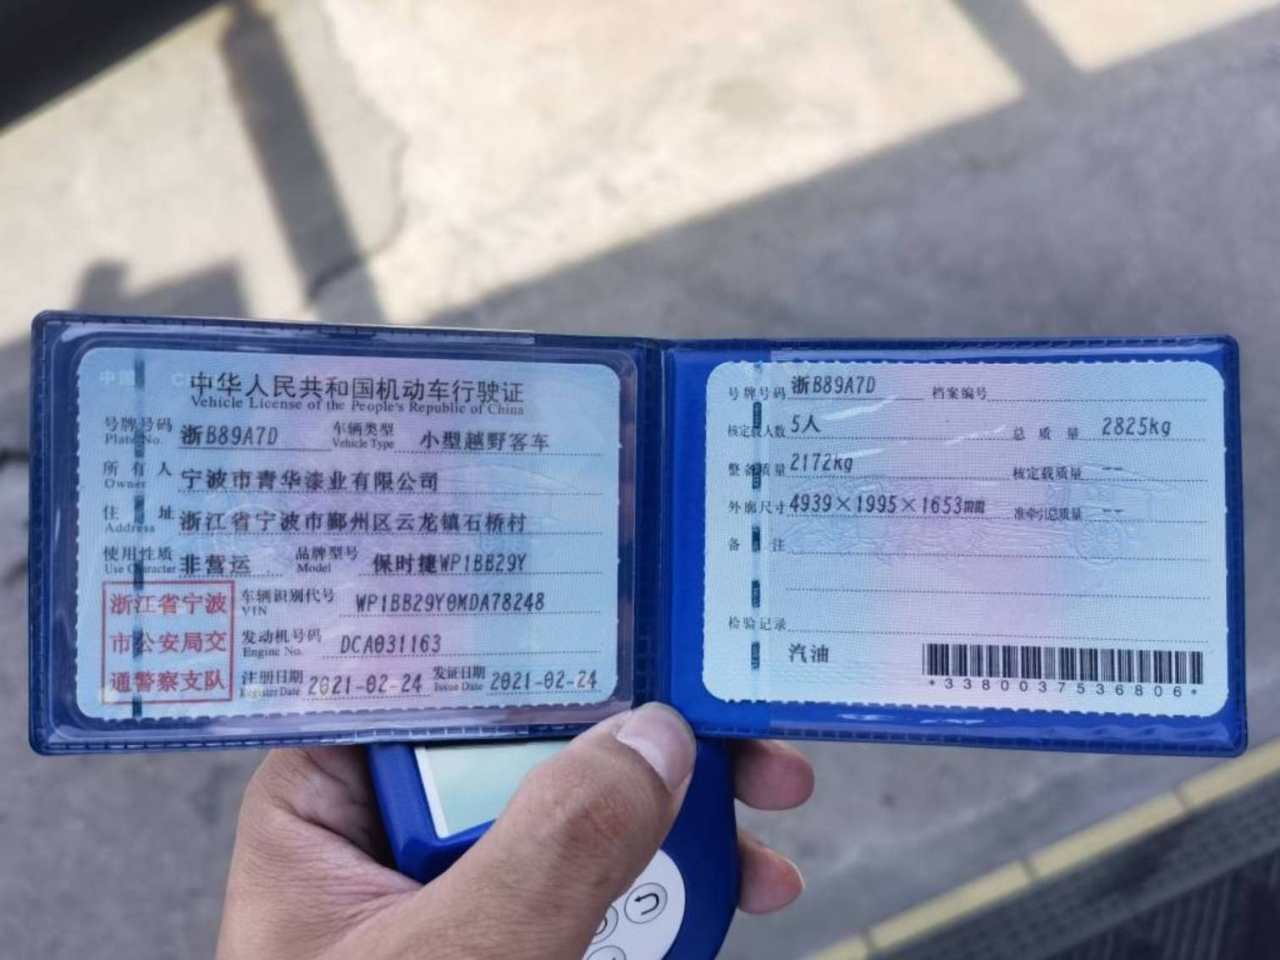 中华人民共和国机动车行驶证
Vehicle License of the People's Republic of China
号牌号码 浙B89A7D 车辆类型 小型越野客车
Plate No. Vehicle Type
所有人 宁波市青华漆业有限公司
Owner
住址 浙江省宁波市鄞州区云龙镇石桥村
Address
使用性质 非营运 品牌型号 保时捷WP1BB29Y
Use Character Model
浙江省宁波
市公安局交
通警察支队
车辆识别代号 WP1BB29Y0MDA78248
VIN
发动机号码 DCA031163
Engine No.
注册日期 2021-02-24 发证日期 2021-02-24
Register Date Issue Date
号牌号码 浙B89A7D 档案编号
核定载人数 5人 总质量 2825kg
整备质量 2172kg 核定载质量 --
外廓尺寸 4939×1995×1653mm 准牵引总质量 --
备注
检验记录
汽油
*3380037536806*